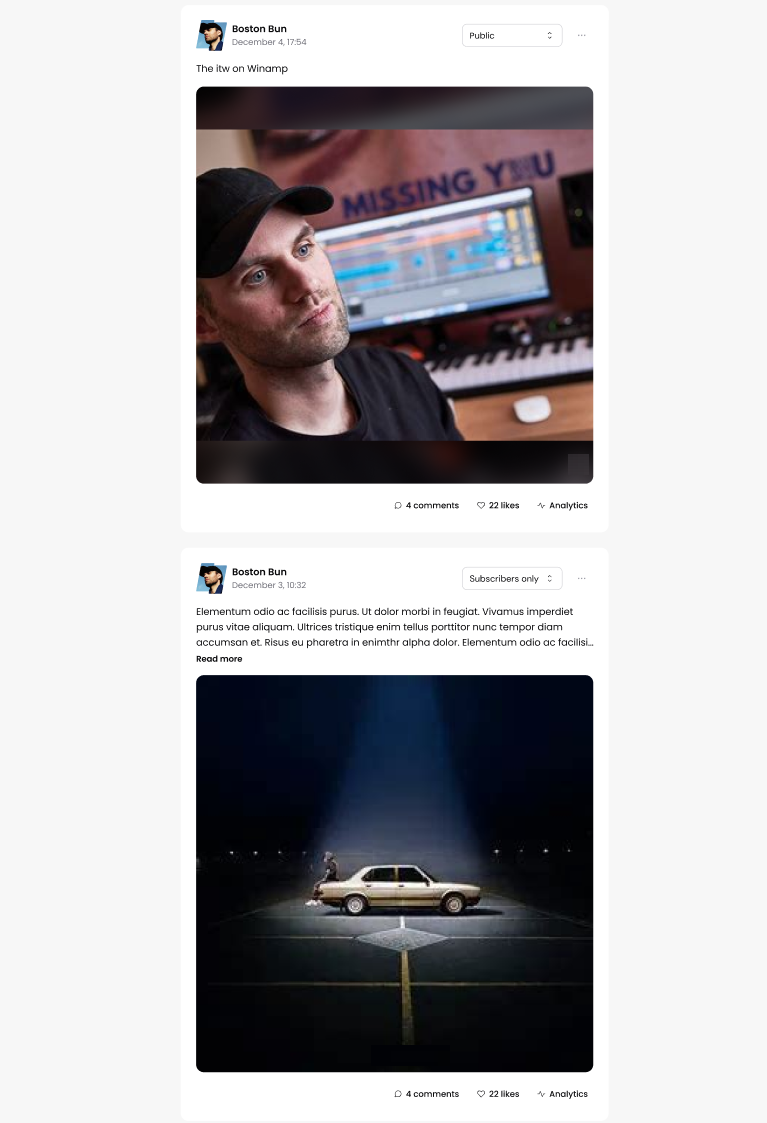 Boston Bun
December 4, 17:54
Public
The itw on Winamp
MISSING YOU
4 comments
22 likes
Analytics
Boston Bun
December 3, 10:32
Subscribers only
Elementum odio ac facilisis purus. Ut dolor morbi in feugiat. Vivamus imperdiet
purus vitae aliquam. Ultrices tristique enim tellus porttitor nunc tempor diam
accumsan et. Risus eu pharetra in enimthr alpha dolor. Elementum odio ac facilisi...
Read more
4 comments
22 likes
Analytics